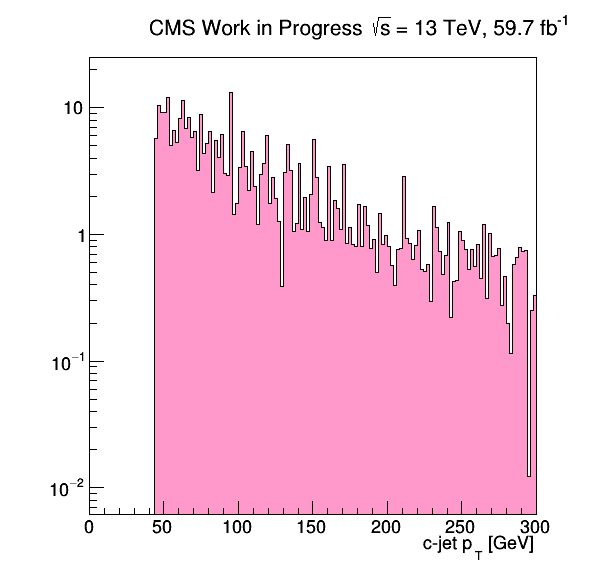 CMS Work in Progress √s = 13 TeV, 59.7 fb⁻¹
10
1
10⁻¹
10⁻²
0 50 100 150 200 250 300
c-jet p_T [GeV]